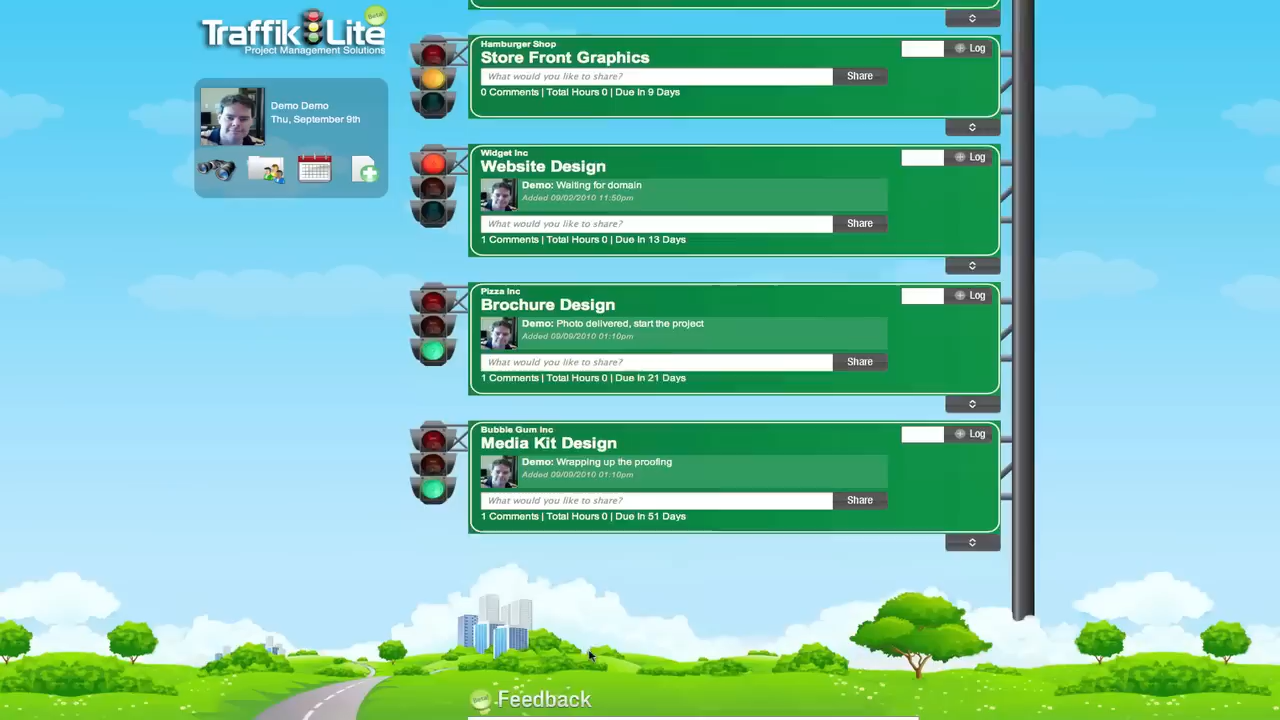 Traffik Lite
Beta!
Project Management Solutions
Demo Demo
Thu, September 9th
Hamburger Shop
Store Front Graphics
Log
What would you like to share?
Share
0 Comments | Total Hours 0 | Due In 9 Days
Widget Inc
Website Design
Log
Demo: Waiting for domain
Added 09/02/2010 11:50pm
What would you like to share?
Share
1 Comments | Total Hours 0 | Due In 13 Days
Pizza Inc
Brochure Design
Log
Demo: Photo delivered, start the project
Added 09/09/2010 01:10pm
What would you like to share?
Share
1 Comments | Total Hours 0 | Due In 21 Days
Bubble Gum Inc
Media Kit Design
Log
Demo: Wrapping up the proofing
Added 09/09/2010 01:10pm
What would you like to share?
Share
1 Comments | Total Hours 0 | Due In 51 Days
Beta! Feedback